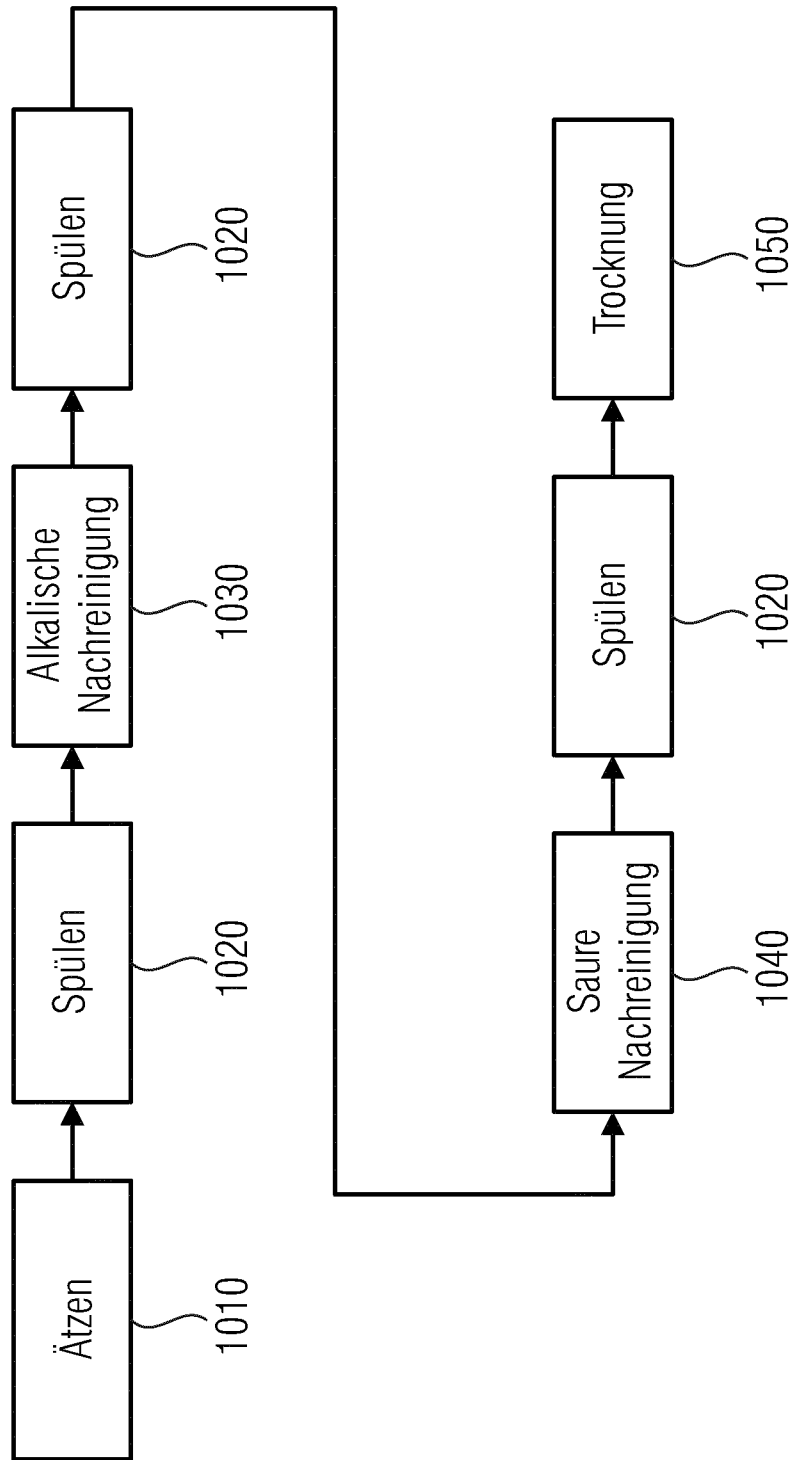 Ätzen
1010
Spülen
1020
Alkalische
Nachreinigung
1030
Spülen
1020
Saure
Nachreinigung
1040
Spülen
1020
Trocknung
1050